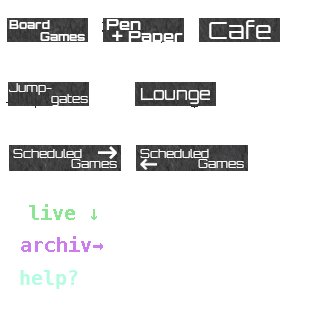 Board
Games
Pen
+ Paper
Cafe
Jump-
gates
Lounge
Scheduled →
Games
Scheduled
← Games
live ↓
archiv→
help?